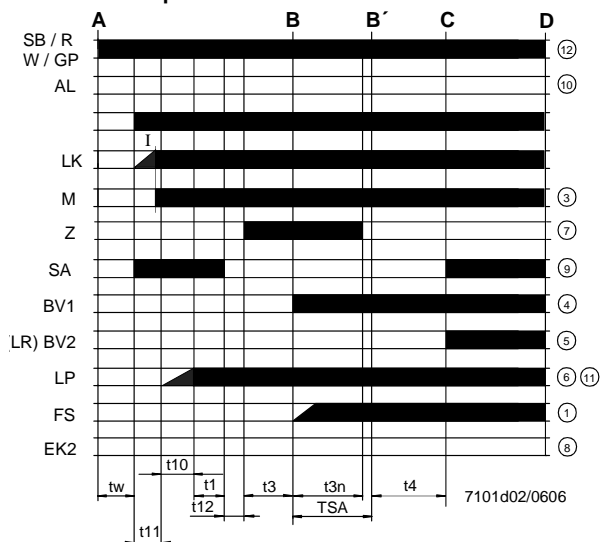 A B B´ C D
SB / R
W / GP 12
AL 10
I
LK
M 3
Z 7
SA 9
BV1 4
(LR) BV2 5
LP 6 11
FS 1
EK2 8
t10
tw t1 t3 t3n t4 7101d02/0606
t12 TSA
t11